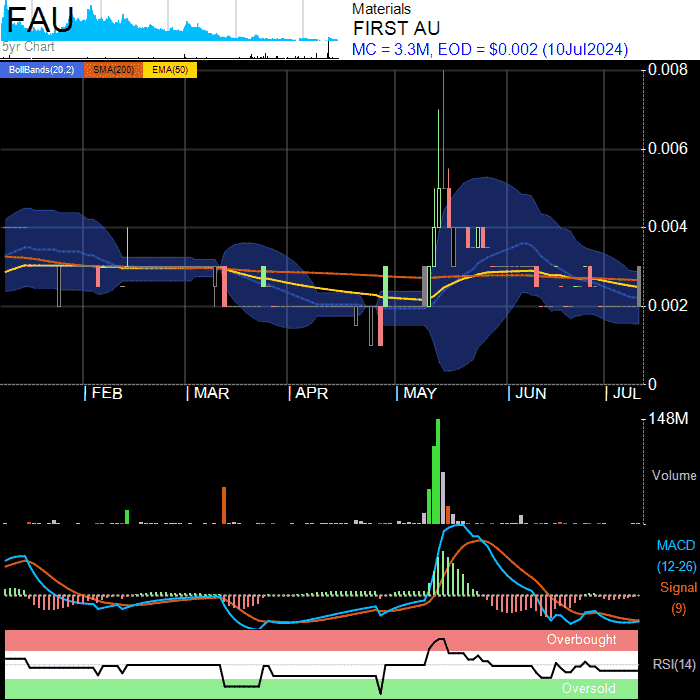 FAU
5yr Chart
Materials
FIRST AU
MC = 3.3M, EOD = $0.002 (10Jul2024)
BollBands(20,2) SMA(200) EMA(50)
0.008
0.006
0.004
0.002
0
FEB MAR APR MAY JUN JUL
148M
Volume
MACD
(12-26)
Signal
(9)
Overbought
RSI(14)
Oversold